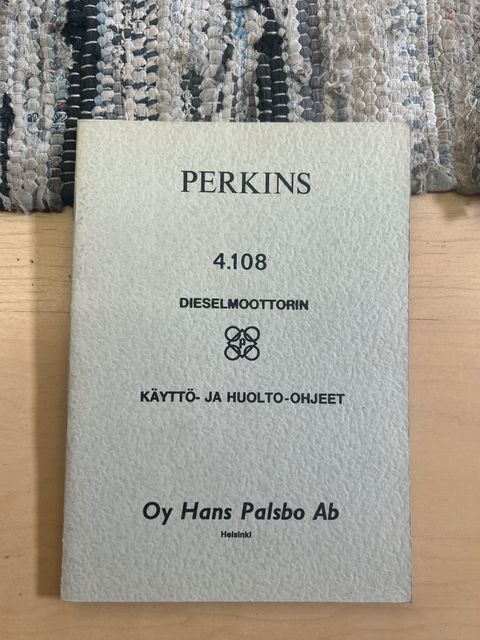 PERKINS
4.108
DIESELMOOTTORIN
P
KÄYTTÖ- JA HUOLTO-OHJEET
Oy Hans Palsbo Ab
Helsinki